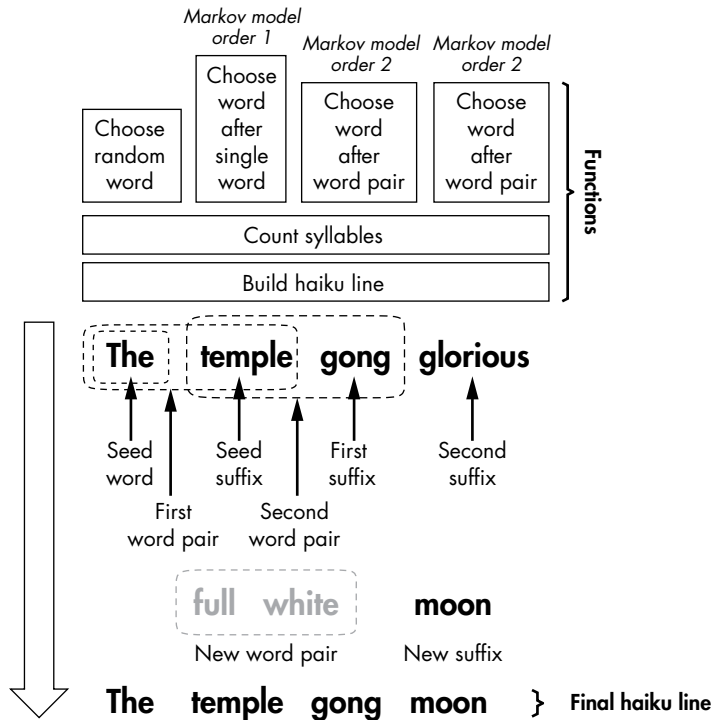 Markov model
order 1
Markov model
order 2
Markov model
order 2
Choose
random
word
Choose
word
after
single
word
Choose
word
after
word pair
Choose
word
after
word pair
Functions
Count syllables
Build haiku line
The temple gong glorious
Seed
word
Seed
suffix
First
suffix
Second
suffix
First
word pair
Second
word pair
full white moon
New word pair New suffix
The temple gong moon } Final haiku line